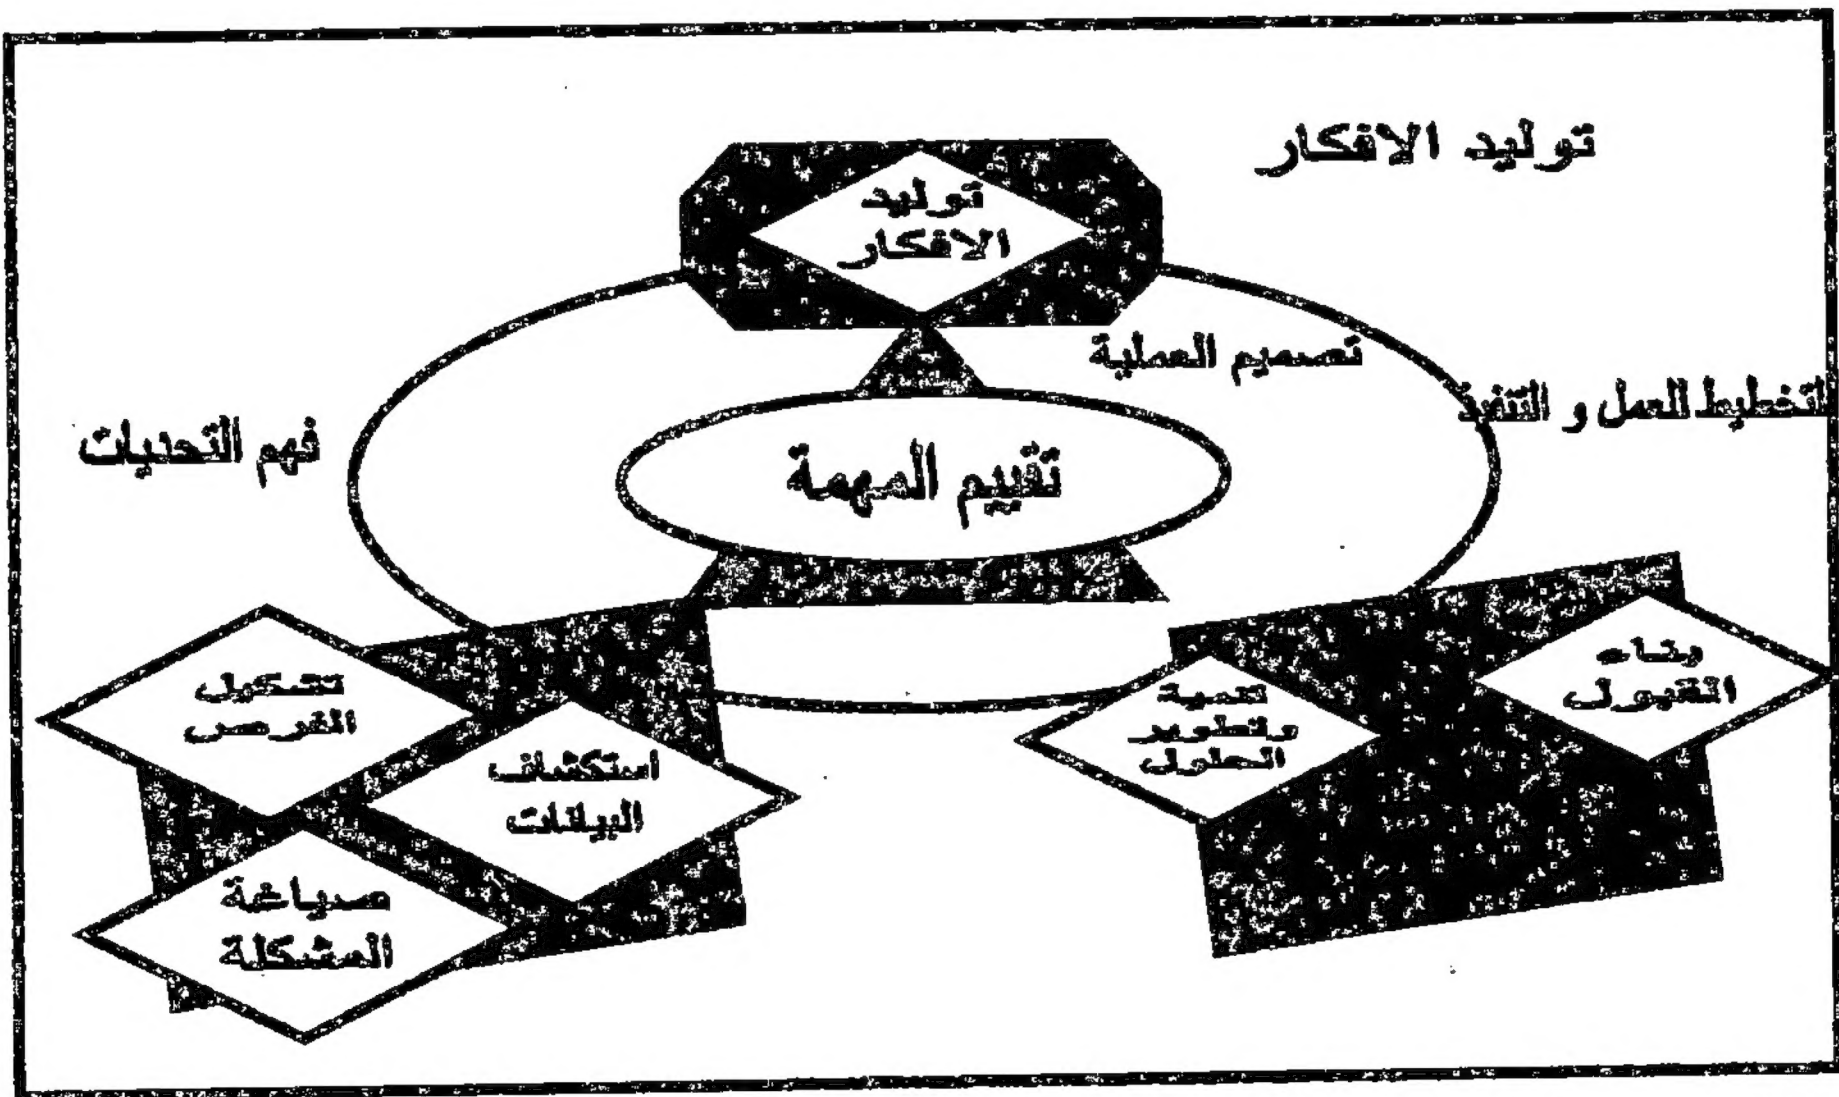 توليد الافكار
توليد
الافكار
تصميم العملية
التخطيط للعمل و التنفيذ
فهم التحديات
تقييم المهمة
بناء
القبول
تشكيل
الفرص
تنمية
وتطوير
الحلول
استكشاف
البيانات
صياغة
المشكلة